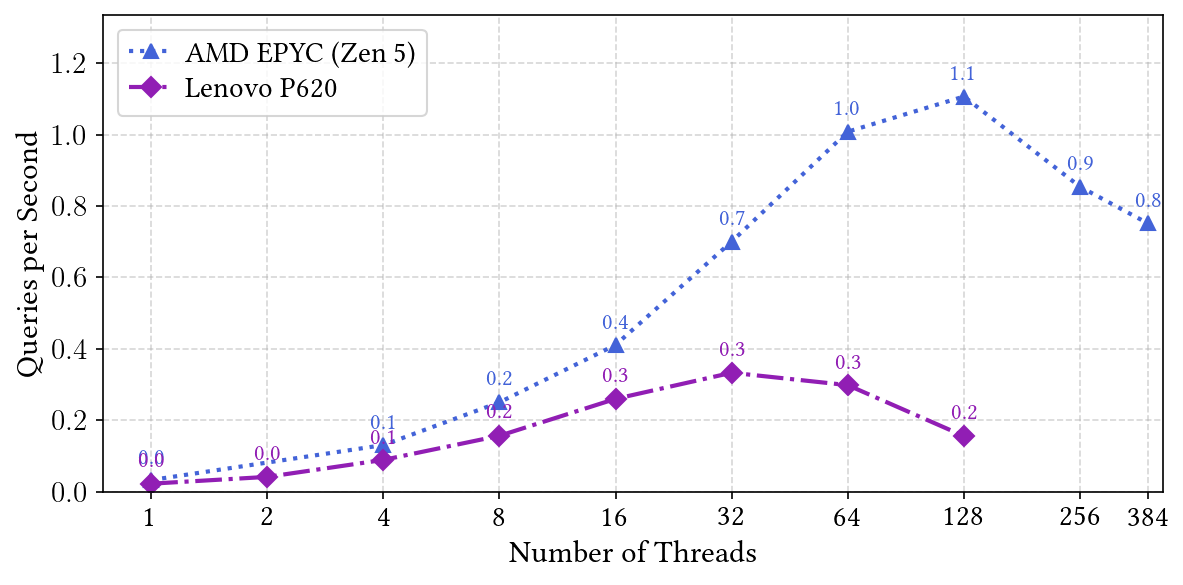 AMD EPYC (Zen 5)
Lenovo P620
Queries per Second
1.2
1.0
0.8
0.6
0.4
0.2
0.0
0.0 0.1 0.2 0.4 0.7 1.0 1.1 0.9 0.8
0.0 0.0 0.1 0.2 0.3 0.3 0.3 0.2
1 2 4 8 16 32 64 128 256 384
Number of Threads